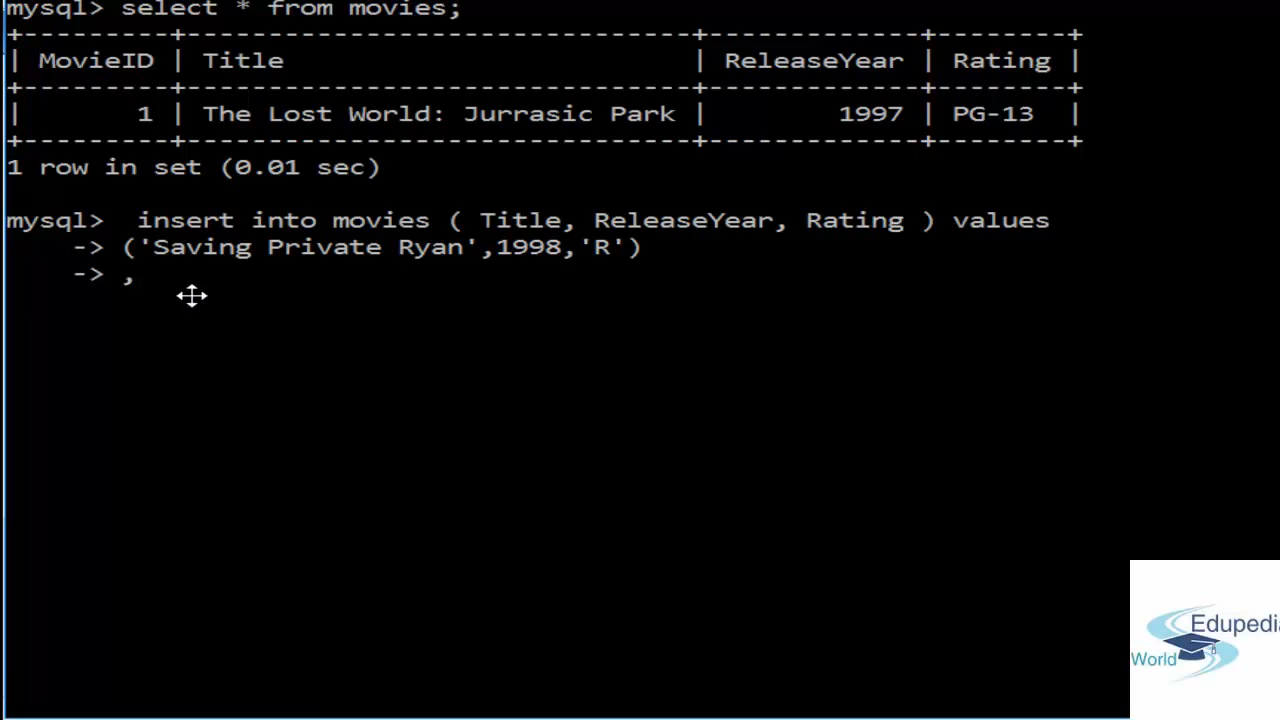 mysql> select * from movies;
+---------+--------------------------------+-------------+--------+
| MovieID | Title | ReleaseYear | Rating |
+---------+--------------------------------+-------------+--------+
| 1 | The Lost World: Jurrasic Park | 1997 | PG-13 |
+---------+--------------------------------+-------------+--------+
1 row in set (0.01 sec)
mysql> insert into movies ( Title, ReleaseYear, Rating ) values
-> ('Saving Private Ryan',1998,'R')
-> ,
Edupedia
World